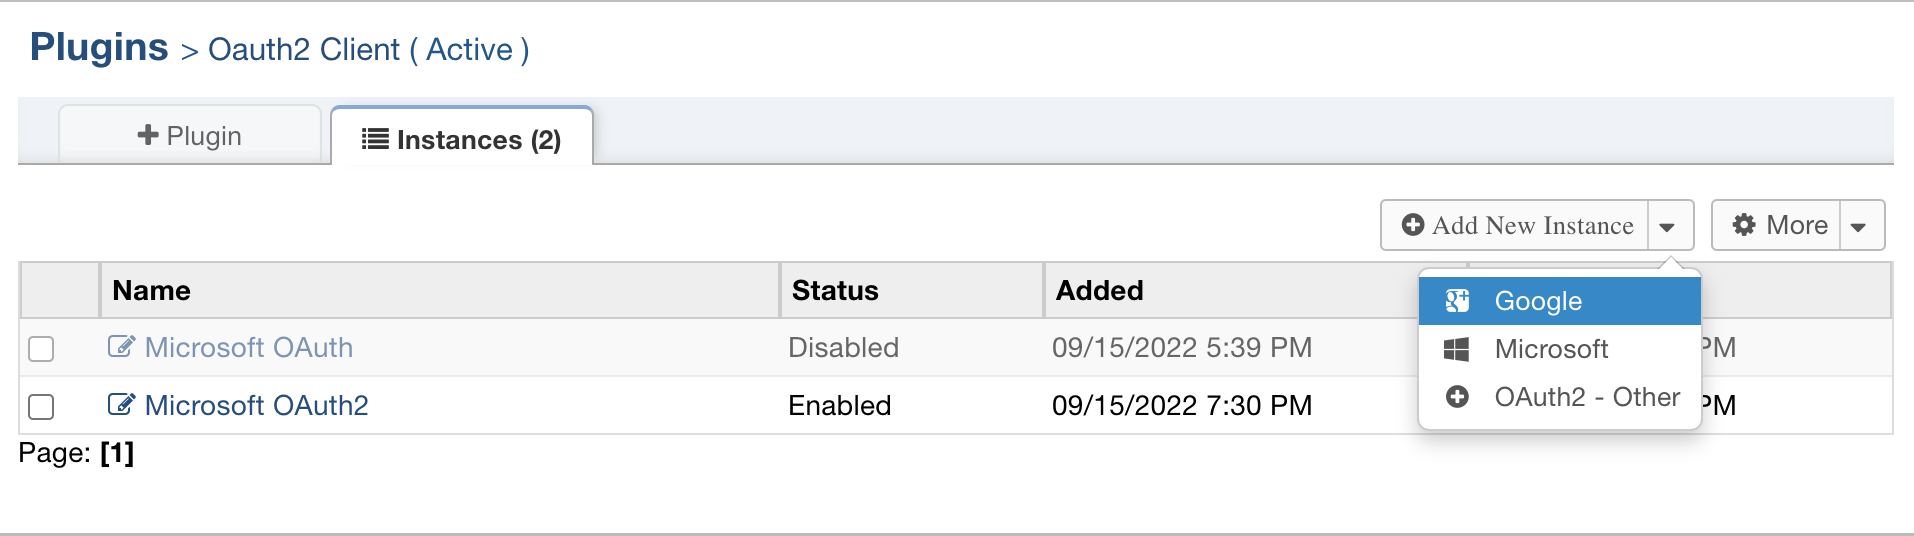 Plugins > Oauth2 Client ( Active )
Plugin Instances (2)
Add New Instance More
Name Status Added
Google
Microsoft OAuth Disabled 09/15/2022 5:39 PM PM
Microsoft
OAuth2 - Other
Microsoft OAuth2 Enabled 09/15/2022 7:30 PM PM
Page: [1]